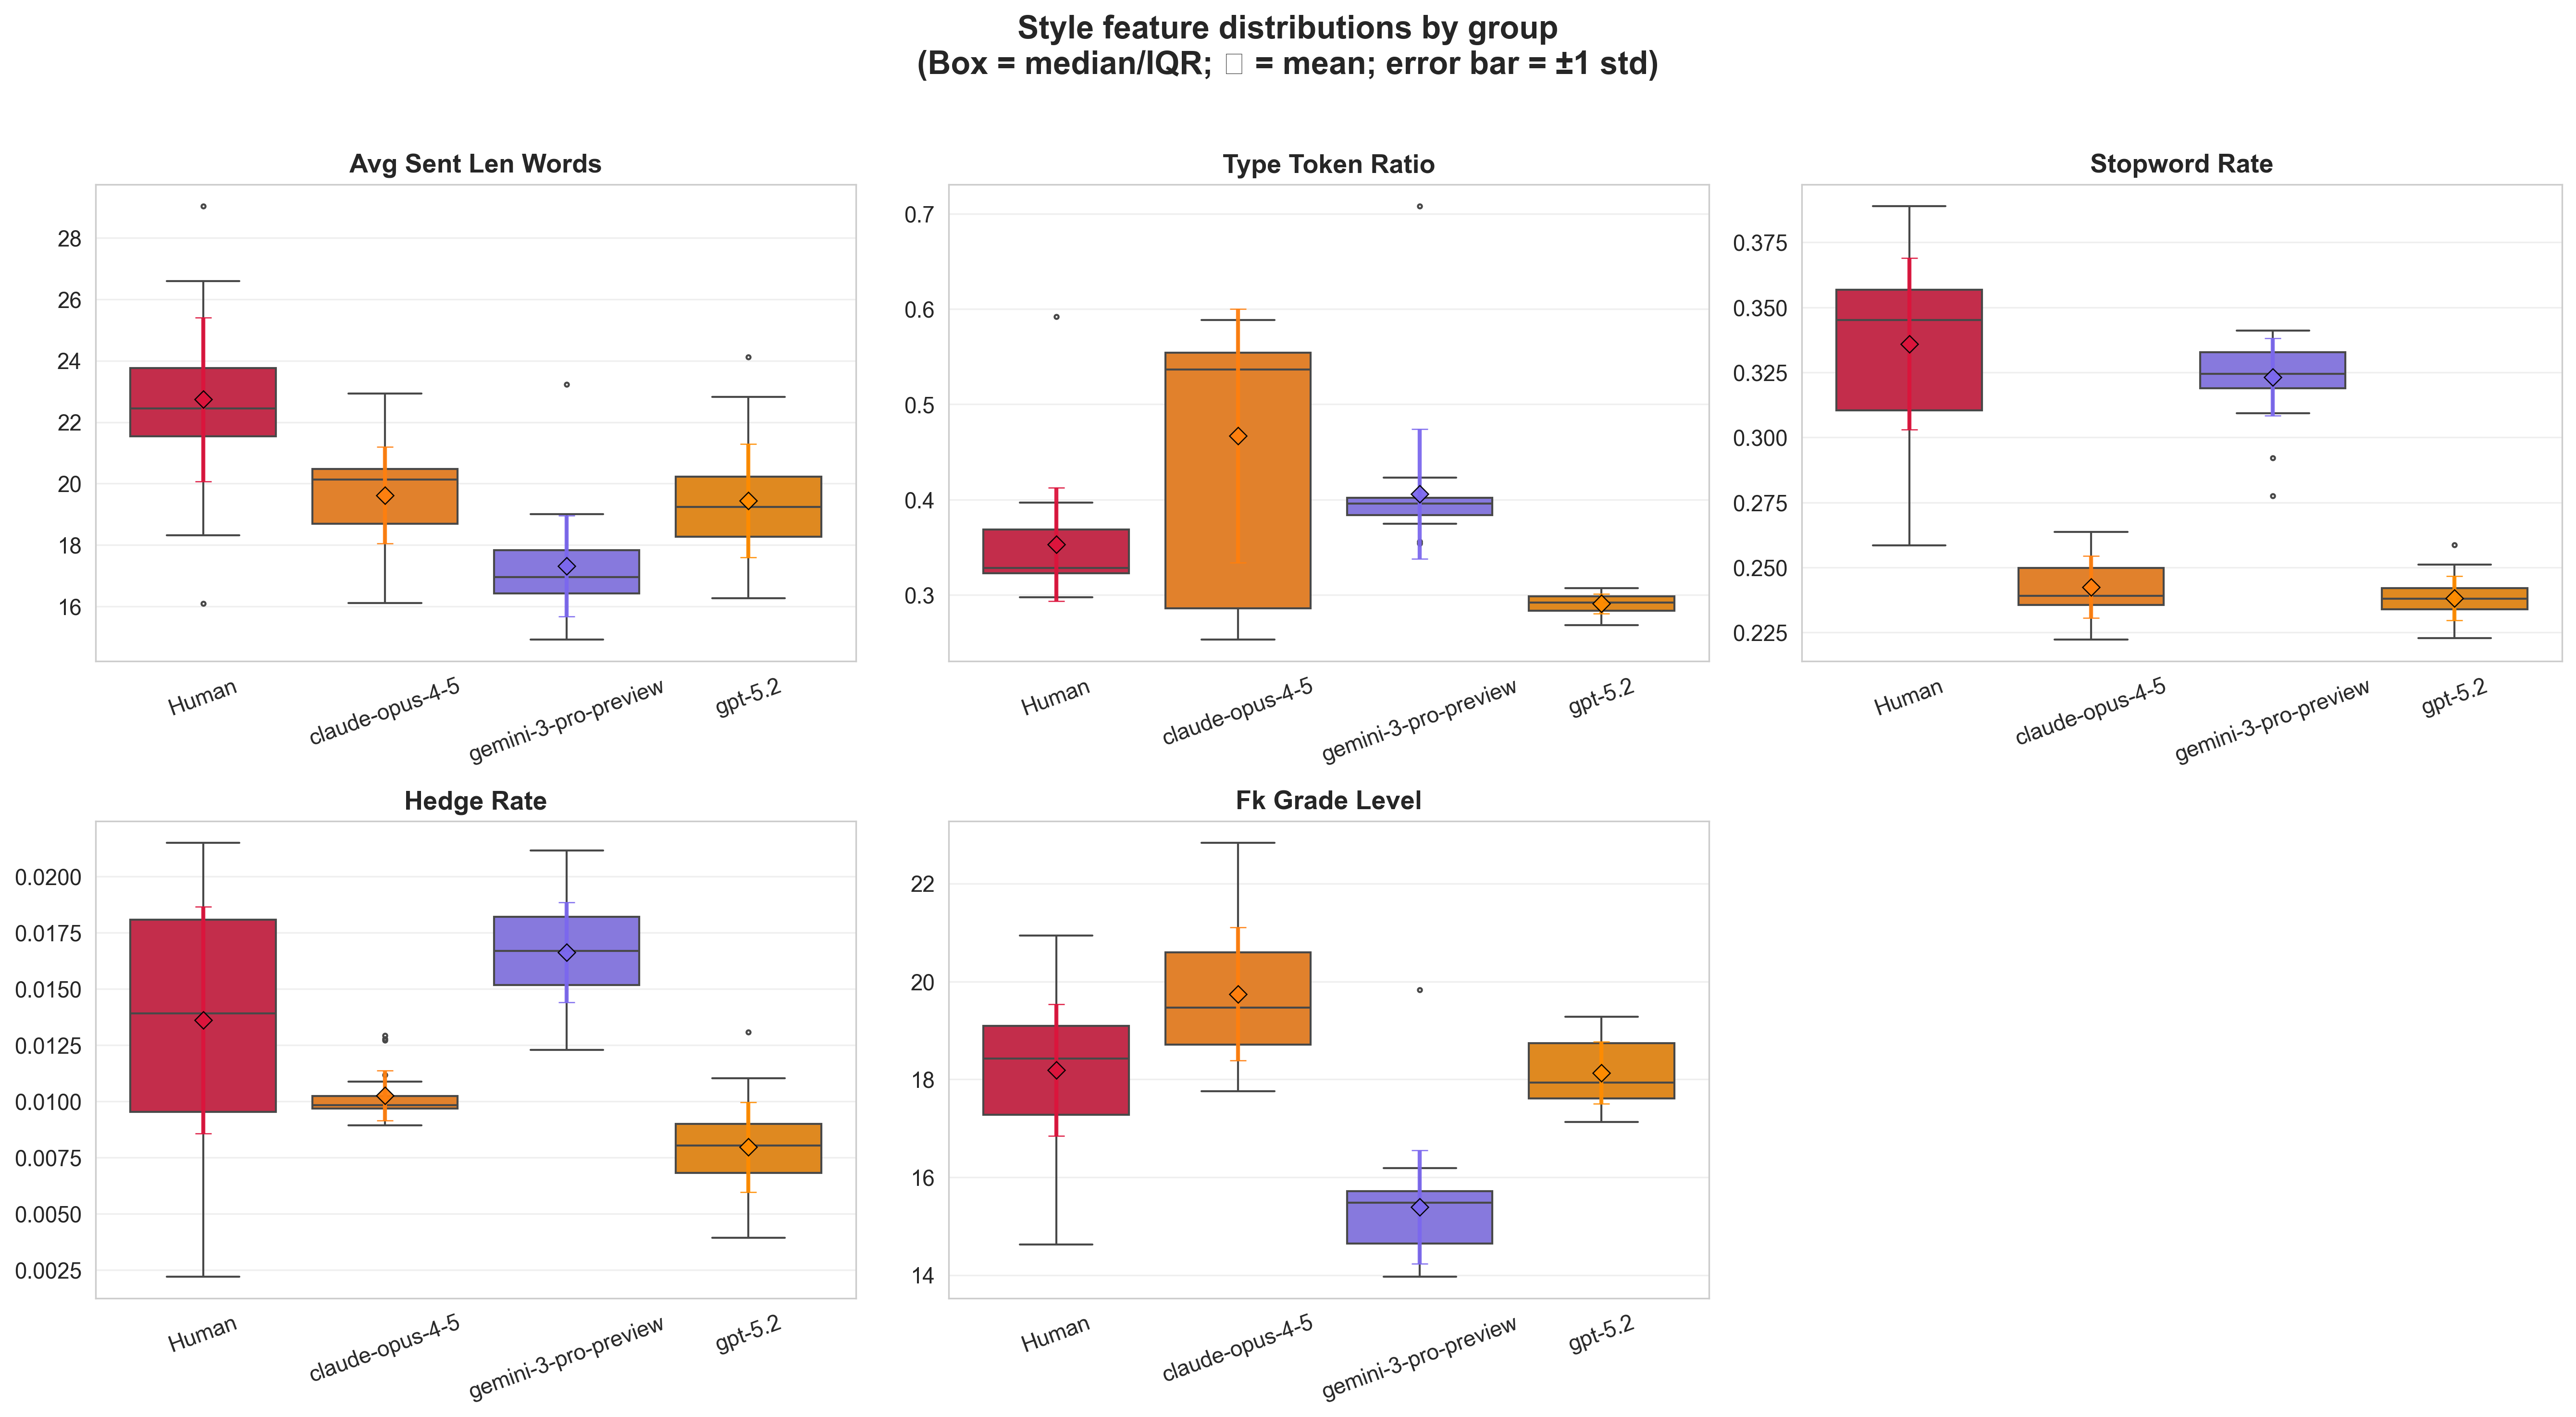 Style feature distributions by group
(Box = median/IQR; □ = mean; error bar = ±1 std)
Avg Sent Len Words
28
26
24
22
20
18
16
Human
claude-opus-4-5
gemini-3-pro-preview
gpt-5.2
Type Token Ratio
0.7
0.6
0.5
0.4
0.3
Human
claude-opus-4-5
gemini-3-pro-preview
gpt-5.2
Stopword Rate
0.375
0.350
0.325
0.300
0.275
0.250
0.225
Human
claude-opus-4-5
gemini-3-pro-preview
gpt-5.2
Hedge Rate
0.0200
0.0175
0.0150
0.0125
0.0100
0.0075
0.0050
0.0025
Human
claude-opus-4-5
gemini-3-pro-preview
gpt-5.2
Fk Grade Level
22
20
18
16
14
Human
claude-opus-4-5
gemini-3-pro-preview
gpt-5.2